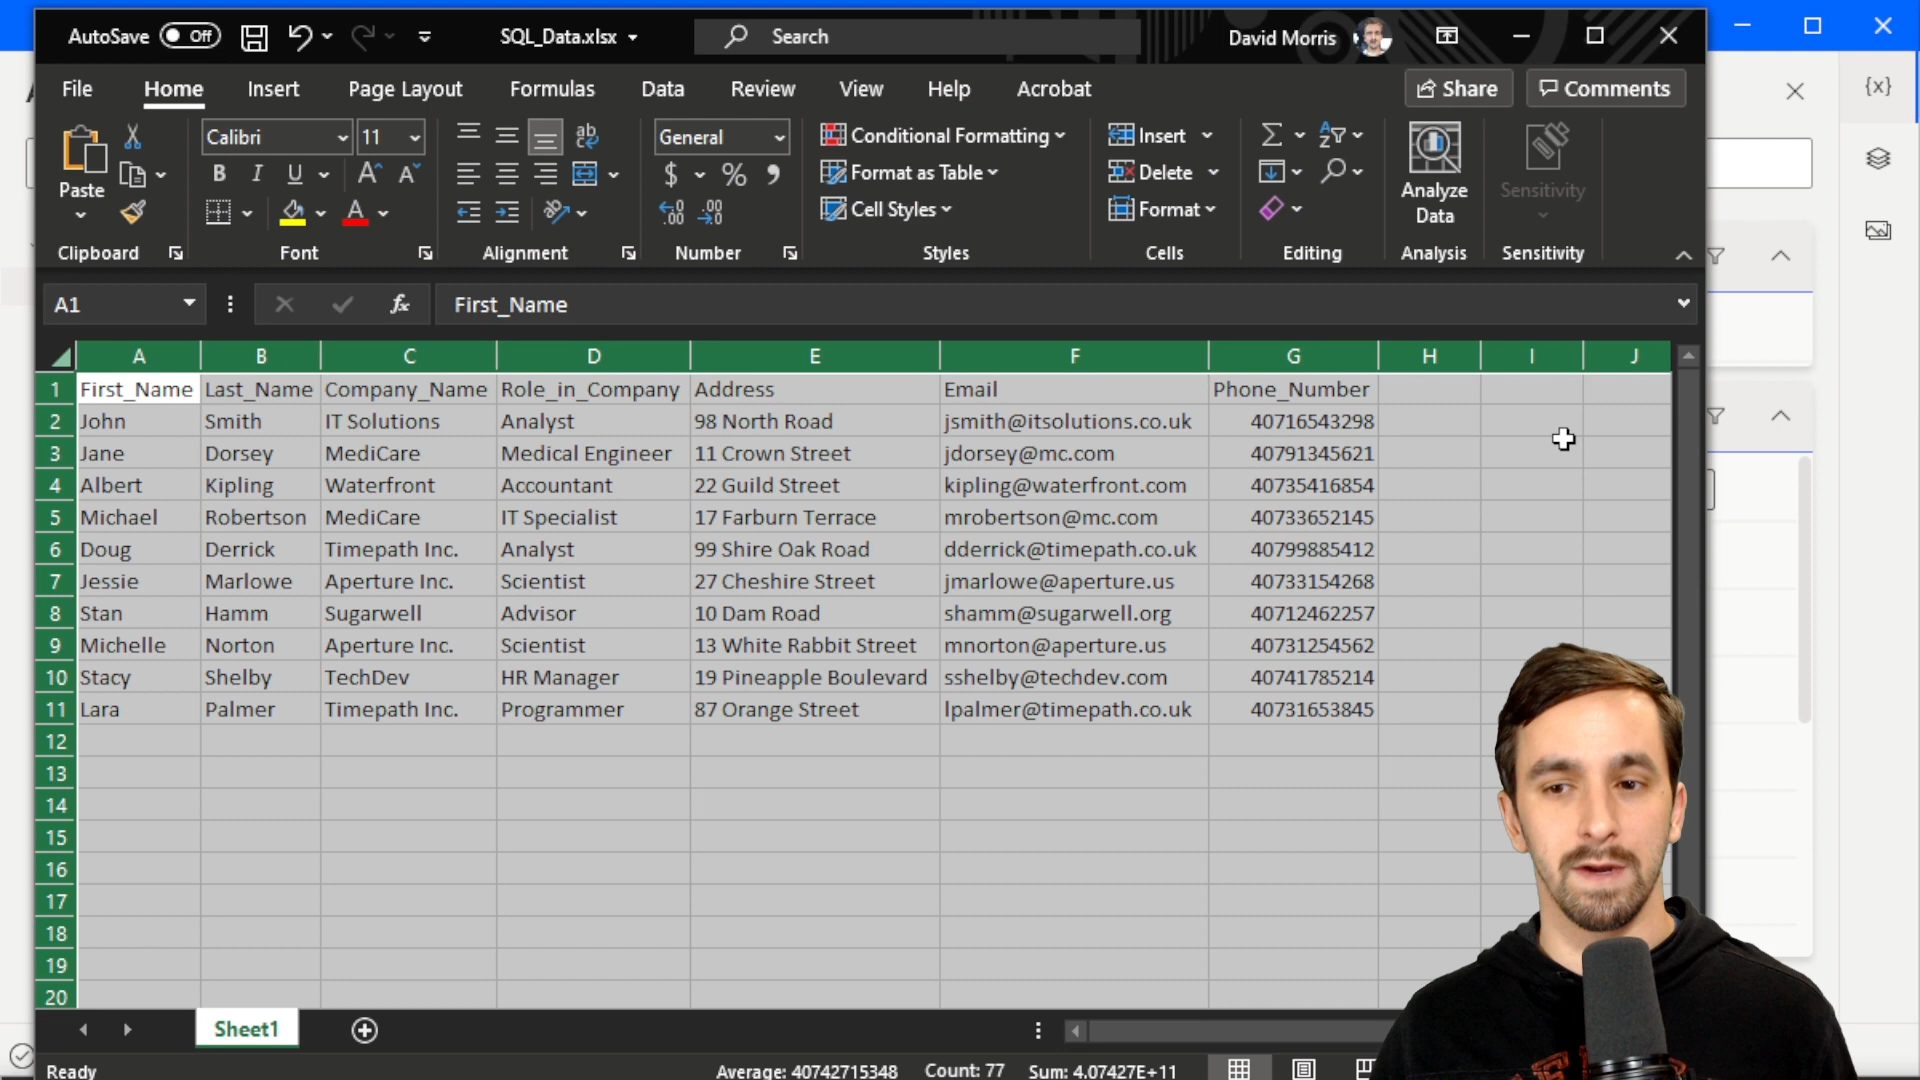 AutoSave Off SQL_Data.xlsx Search David Morris
File Home Insert Page Layout Formulas Data Review View Help Acrobat Share Comments
Paste Calibri 11 General Conditional Formatting Insert Analyze Data Sensitivity
B I U A A ab $ % Format as Table Delete
A .00 .00 Cell Styles Format
Clipboard Font Alignment Number Styles Cells Editing Analysis Sensitivity
A1 fx First_Name
{x}
A B C D E F G H I J
1 First_Name Last_Name Company_Name Role_in_Company Address Email Phone_Number
2 John Smith IT Solutions Analyst 98 North Road jsmith@itsolutions.co.uk 40716543298
3 Jane Dorsey MediCare Medical Engineer 11 Crown Street jdorsey@mc.com 40791345621
4 Albert Kipling Waterfront Accountant 22 Guild Street kipling@waterfront.com 40735416854
5 Michael Robertson MediCare IT Specialist 17 Farburn Terrace mrobertson@mc.com 40733652145
6 Doug Derrick Timepath Inc. Analyst 99 Shire Oak Road dderrick@timepath.co.uk 40799885412
7 Jessie Marlowe Aperture Inc. Scientist 27 Cheshire Street jmarlowe@aperture.us 40733154268
8 Stan Hamm Sugarwell Advisor 10 Dam Road shamm@sugarwell.org 40712462257
9 Michelle Norton Aperture Inc. Scientist 13 White Rabbit Street mnorton@aperture.us 40731254562
10 Stacy Shelby TechDev HR Manager 19 Pineapple Boulevard sshelby@techdev.com 40741785214
11 Lara Palmer Timepath Inc. Programmer 87 Orange Street lpalmer@timepath.co.uk 40731653845
12
13
14
15
16
17
18
19
20
Sheet1
Ready Average: 40742715348 Count: 77 Sum: 4.07427E+11